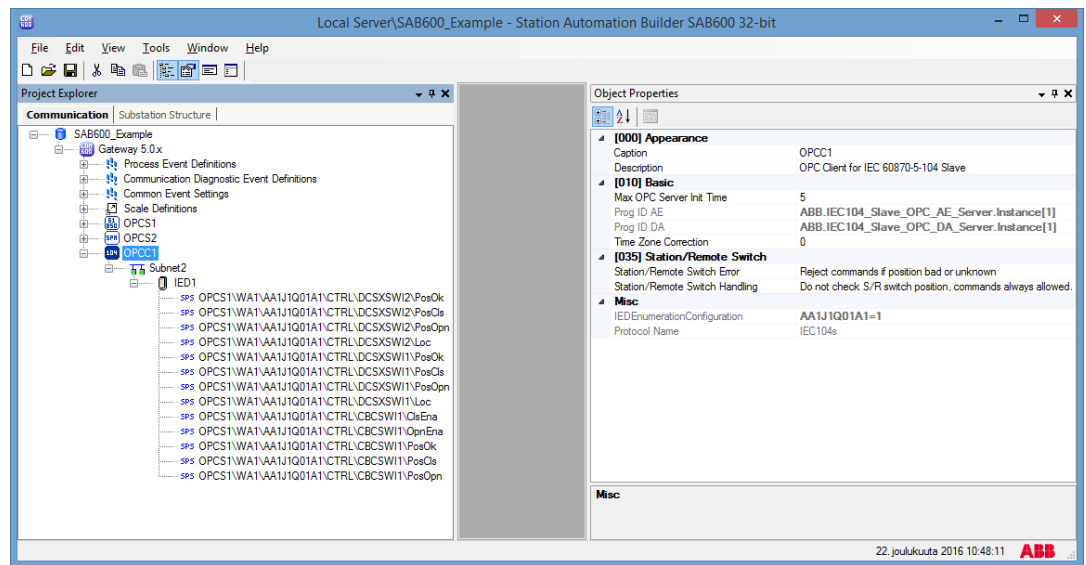 Local Server\SAB600_Example - Station Automation Builder SAB600 32-bit
File Edit View Tools Window Help
Project Explorer
Communication Substation Structure
SAB600_Example
Gateway 5.0.x
Process Event Definitions
Communication Diagnostic Event Definitions
Common Event Settings
Scale Definitions
OPCS1
SPA OPCS2
104 OPCC1
Subnet2
IED1
SPS OPCS1\WA1\AA1J1Q01A1\CTRL\DCSXSWI2\PosOk
SPS OPCS1\WA1\AA1J1Q01A1\CTRL\DCSXSWI2\PosCls
SPS OPCS1\WA1\AA1J1Q01A1\CTRL\DCSXSWI2\PosOpn
SPS OPCS1\WA1\AA1J1Q01A1\CTRL\DCSXSWI2\Loc
SPS OPCS1\WA1\AA1J1Q01A1\CTRL\DCSXSWI1\PosOk
SPS OPCS1\WA1\AA1J1Q01A1\CTRL\DCSXSWI1\PosCls
SPS OPCS1\WA1\AA1J1Q01A1\CTRL\DCSXSWI1\PosOpn
SPS OPCS1\WA1\AA1J1Q01A1\CTRL\DCSXSWI1\Loc
SPS OPCS1\WA1\AA1J1Q01A1\CTRL\CBCSWI1\ClsEna
SPS OPCS1\WA1\AA1J1Q01A1\CTRL\CBCSWI1\OpnEna
SPS OPCS1\WA1\AA1J1Q01A1\CTRL\CBCSWI1\PosOk
SPS OPCS1\WA1\AA1J1Q01A1\CTRL\CBCSWI1\PosCls
SPS OPCS1\WA1\AA1J1Q01A1\CTRL\CBCSWI1\PosOpn
Object Properties
[000] Appearance
Caption OPCC1
Description OPC Client for IEC 60870-5-104 Slave
[010] Basic
Max OPC Server Init Time 5
Prog ID AE ABB.IEC104_Slave_OPC_AE_Server.Instance[1]
Prog ID DA ABB.IEC104_Slave_OPC_DA_Server.Instance[1]
Time Zone Correction 0
[035] Station/Remote Switch
Station/Remote Switch Error Reject commands if position bad or unknown
Station/Remote Switch Handling Do not check S/R switch position, commands always allowed.
Misc
IEDEnumerationConfiguration AA1J1Q01A1=1
Protocol Name IEC104s
Misc
22. joulukuuta 2016 10:48:11 ABB